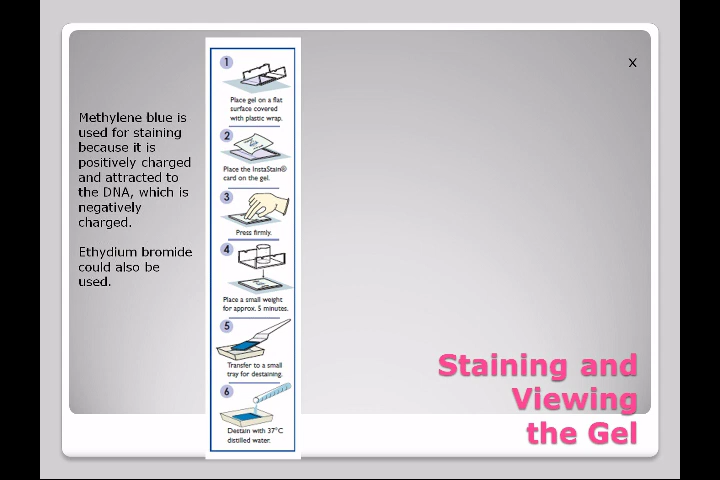 Methylene blue is
used for staining
because it is
positively charged
and attracted to
the DNA, which is
negatively
charged.
Ethydium bromide
could also be
used.
1
Place gel on a flat
surface covered
with plastic wrap.
2
Place the InstaStain®
card on the gel.
3
Press firmly.
4
Place a small weight
for approx. 5 minutes.
5
Transfer to a small
tray for destaining.
6
Destain with 37°C
distilled water.
x
Staining and
Viewing
the Gel